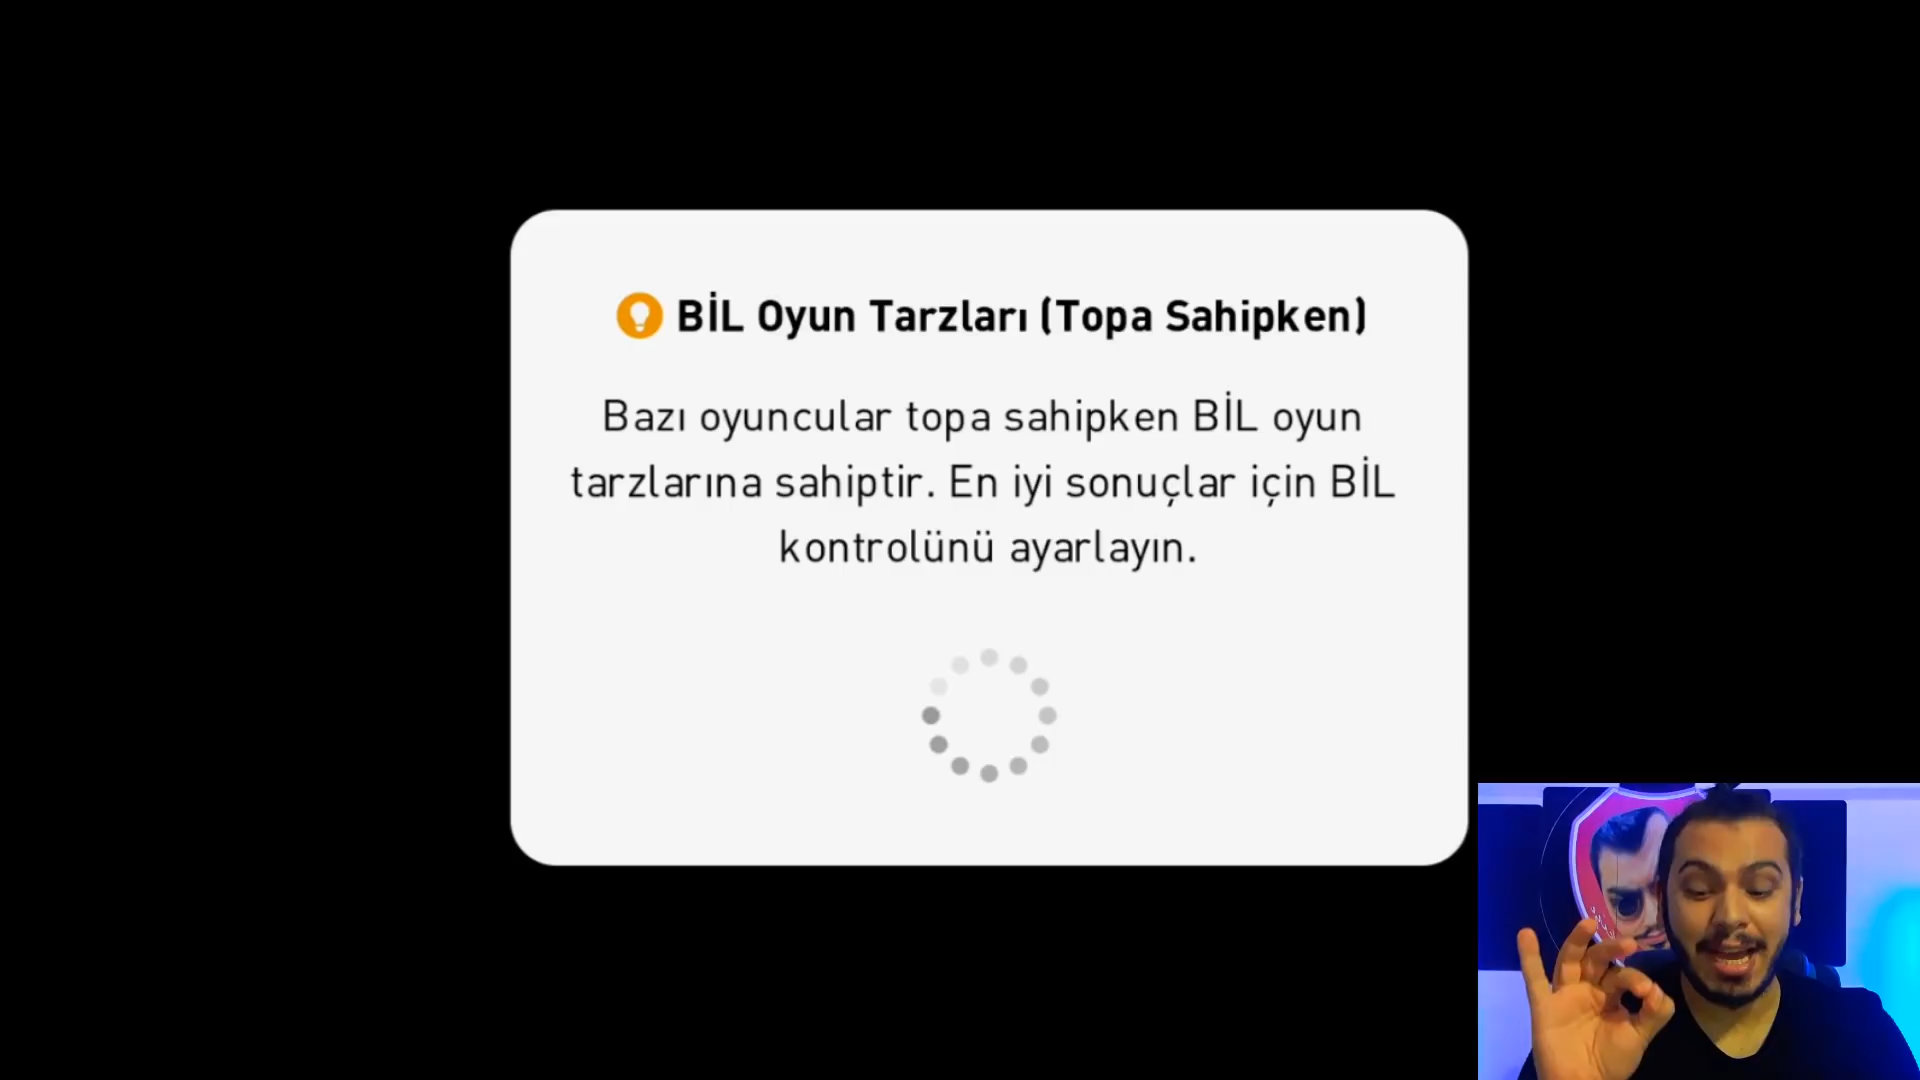 BİL Oyun Tarzları (Topa Sahipken)
Bazı oyuncular topa sahipken BİL oyun
tarzlarına sahiptir. En iyi sonuçlar için BİL
kontrolünü ayarlayın.